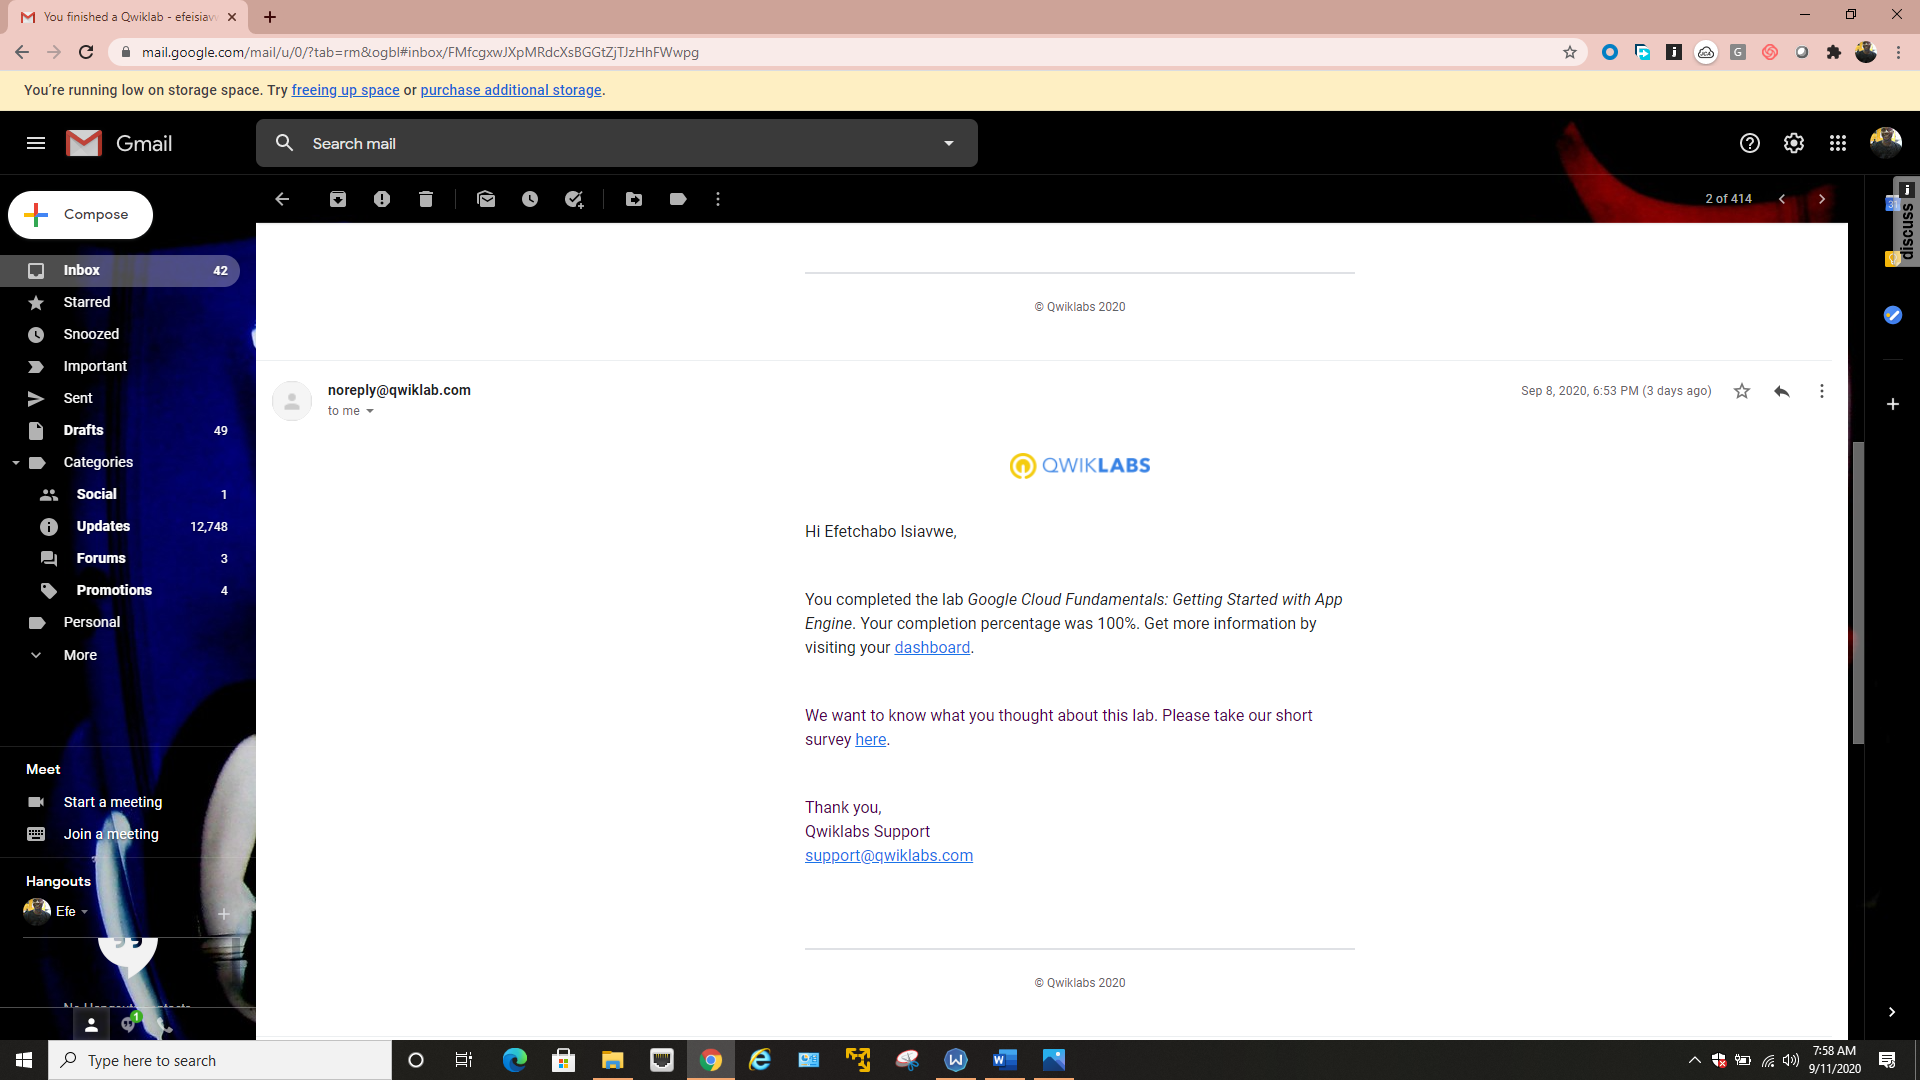 You finished a Qwiklab - efeisiavw
mail.google.com/mail/u/0/?tab=rm&ogbl#inbox/FMfcgxwJXpMRdcXsBGGtZjTJzHhFWwpg
You're running low on storage space. Try freeing up space or purchase additional storage.
Gmail
Search mail
2 of 414
Compose
Inbox 42
Starred
Snoozed
Important
Sent
Drafts 49
Categories
Social 1
Updates 12,748
Forums 3
Promotions 4
Personal
More
Meet
Start a meeting
Join a meeting
Hangouts
Efe
1
© Qwiklabs 2020
noreply@qwiklab.com
to me
Sep 8, 2020, 6:53 PM (3 days ago)
QWIKLABS
Hi Efetchabo Isiavwe,
You completed the lab Google Cloud Fundamentals: Getting Started with App
Engine. Your completion percentage was 100%. Get more information by
visiting your dashboard.
We want to know what you thought about this lab. Please take our short
survey here.
Thank you,
Qwiklabs Support
support@qwiklabs.com
© Qwiklabs 2020
discuss
Type here to search
7:58 AM
9/11/2020